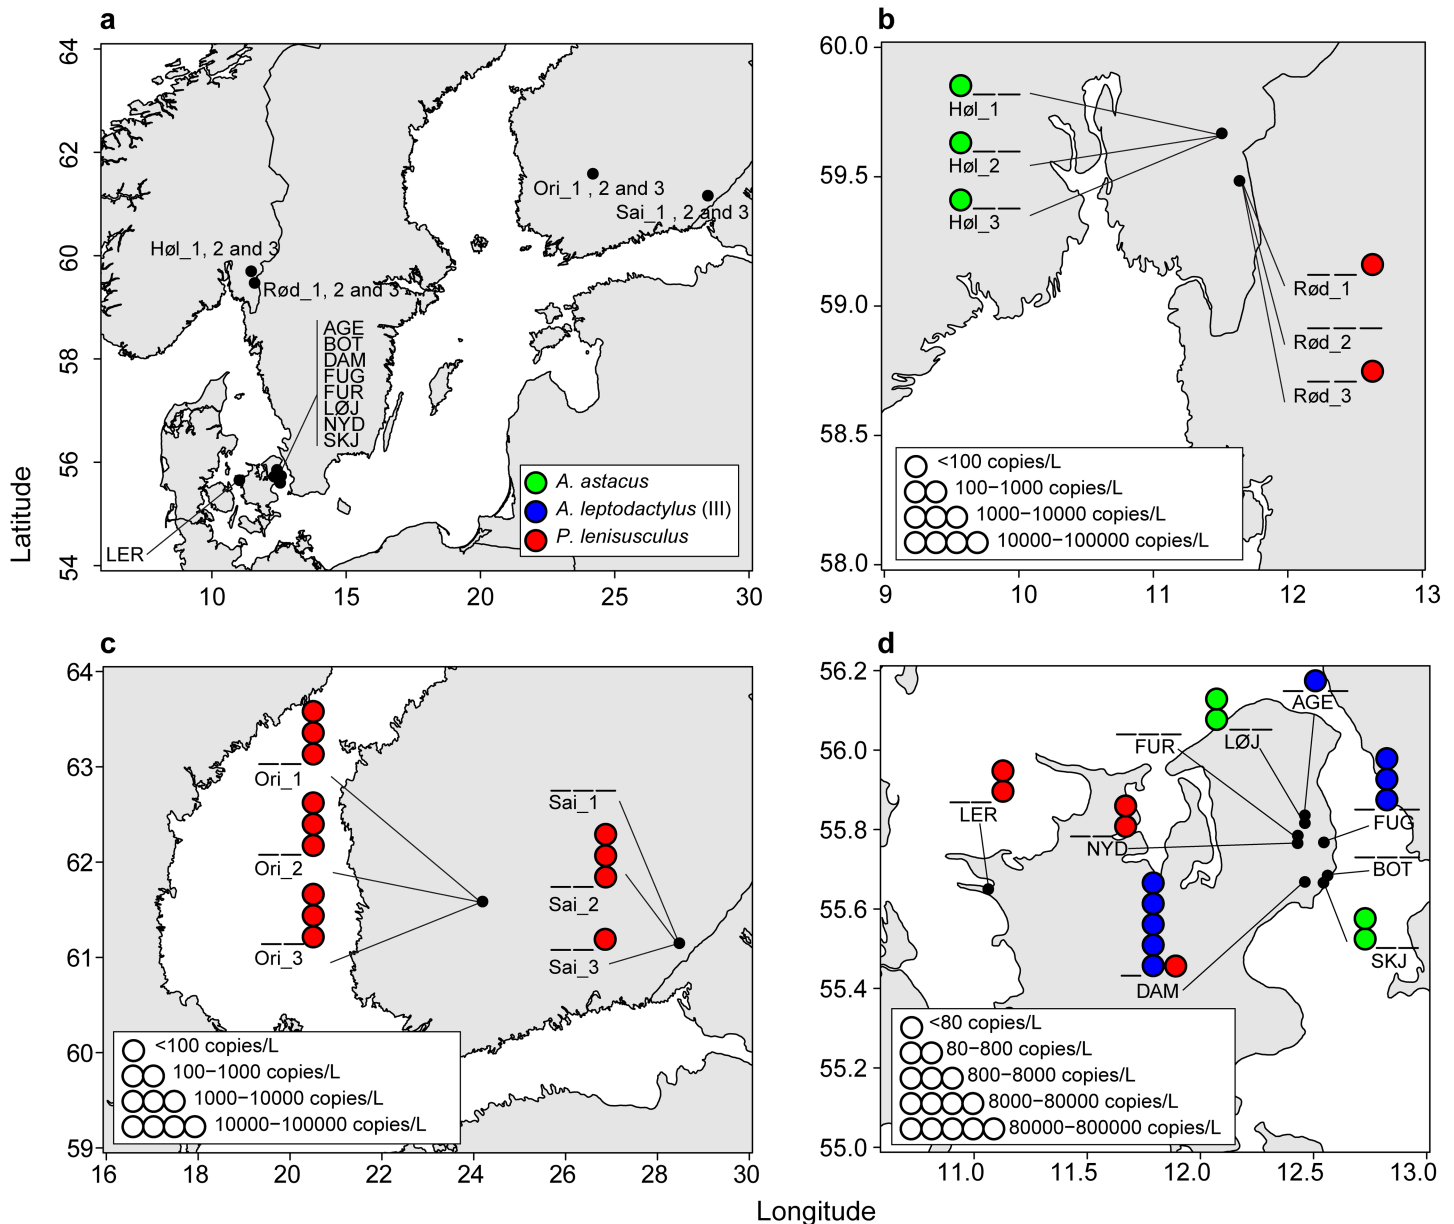 a
64
62
60
58
56
54
Latitude
Ori_1 , 2 and 3
Sai_1 , 2 and 3
Høl_1, 2 and 3
Rød_1, 2 and 3
AGE
BOT
DAM
FUG
FUR
LØJ
NYD
SKJ
LER
A. astacus
A. leptodactylus (III)
P. lenisusculus
10
15
20
25
30
b
60.0
59.5
59.0
58.5
58.0
Høl_1
Høl_2
Høl_3
Rød_1
Rød_2
Rød_3
<100 copies/L
100−1000 copies/L
1000−10000 copies/L
10000−100000 copies/L
9
10
11
12
13
c
64
63
62
61
60
59
Ori_1
Ori_2
Ori_3
Sai_1
Sai_2
Sai_3
<100 copies/L
100−1000 copies/L
1000−10000 copies/L
10000−100000 copies/L
16
18
20
22
24
26
28
30
d
56.2
56.0
55.8
55.6
55.4
55.2
55.0
AGE
FUR
LØJ
LER
FUG
NYD
BOT
SKJ
DAM
<80 copies/L
80−800 copies/L
800−8000 copies/L
8000−80000 copies/L
80000−800000 copies/L
11.0
11.5
12.0
12.5
13.0
Longitude